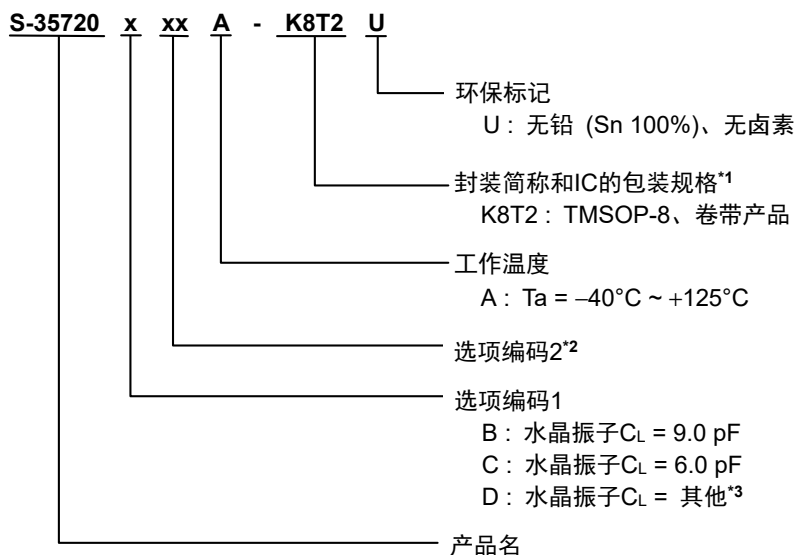 S-35720 x xx A - K8T2 U
环保标记
U : 无铅 (Sn 100%)、无卤素
封装简称和IC的包装规格*1
K8T2 : TMSOP-8、卷带产品
工作温度
A : Ta = −40°C ~ +125°C
选项编码2*2
选项编码1
B : 水晶振子CL = 9.0 pF
C : 水晶振子CL = 6.0 pF
D : 水晶振子CL = 其他*3
产品名